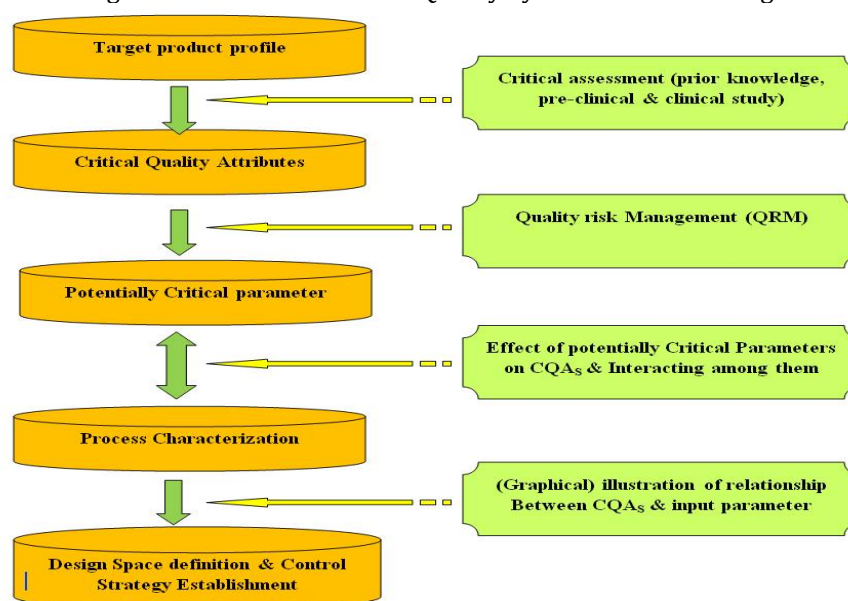 Target product profile
Critical assessment (prior knowledge,
pre-clinical & clinical study)
Critical Quality Attributes
Quality risk Management (QRM)
Potentially Critical parameter
Effect of potentially Critical Parameters
on CQAS & Interacting among them
Process Characterization
(Graphical) illustration of relationship
Between CQAS & input parameter
Design Space definition & Control
Strategy Establishment